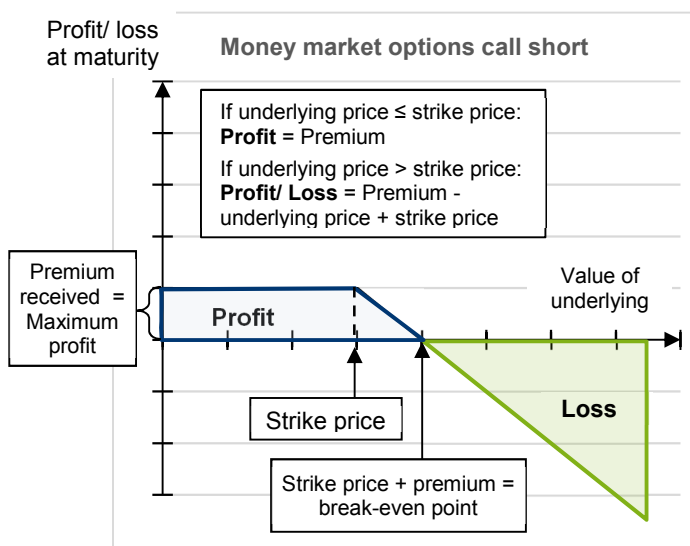 Profit/ loss
at maturity
Money market options call short
If underlying price ≤ strike price:
Profit = Premium
If underlying price > strike price:
Profit/ Loss = Premium -
underlying price + strike price
Premium
received =
Maximum
profit
Profit
Value of
underlying
Strike price
Loss
Strike price + premium =
break-even point